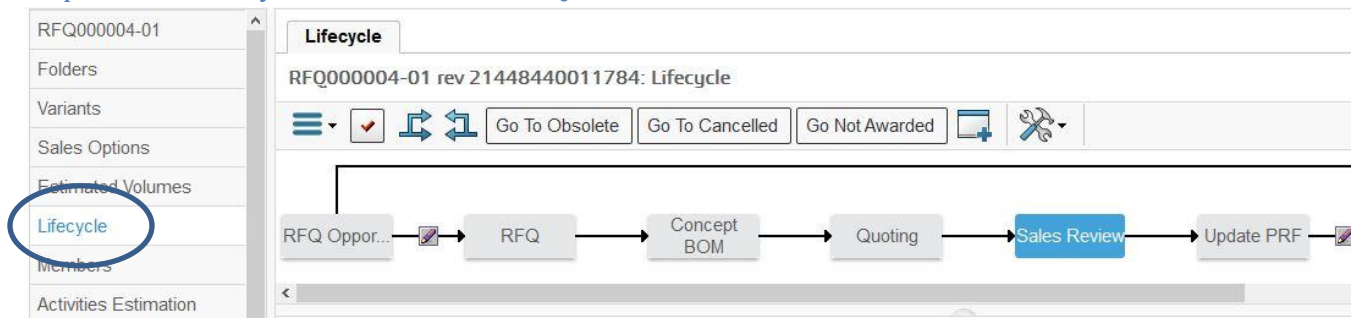 RFQ000004-01
Folders
Variants
Sales Options
Estimated Volumes
Lifecycle
Members
Activities Estimation
Lifecycle
RFQ000004-01 rev 21448440011784: Lifecycle
Go To Obsolete Go To Cancelled Go Not Awarded
RFQ Oppor... RFQ Concept BOM Quoting Sales Review Update PRF